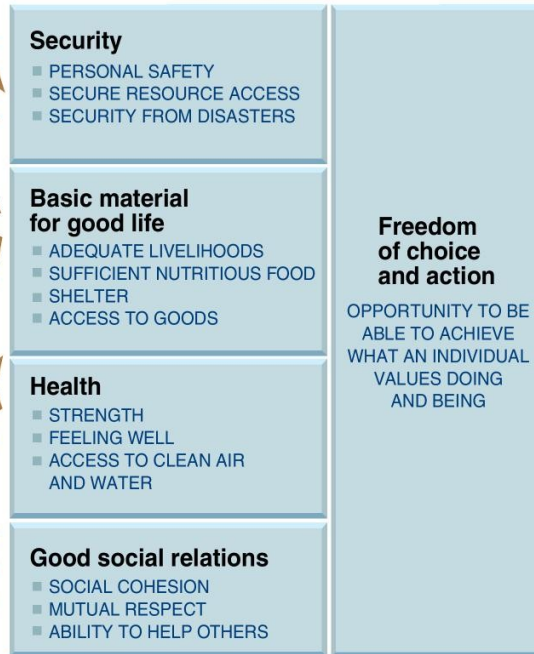 Security
PERSONAL SAFETY
SECURE RESOURCE ACCESS
SECURITY FROM DISASTERS
Basic material
for good life
ADEQUATE LIVELIHOODS
SUFFICIENT NUTRITIOUS FOOD
SHELTER
ACCESS TO GOODS
Health
STRENGTH
FEELING WELL
ACCESS TO CLEAN AIR
AND WATER
Good social relations
SOCIAL COHESION
MUTUAL RESPECT
ABILITY TO HELP OTHERS
Freedom
of choice
and action
OPPORTUNITY TO BE
ABLE TO ACHIEVE
WHAT AN INDIVIDUAL
VALUES DOING
AND BEING